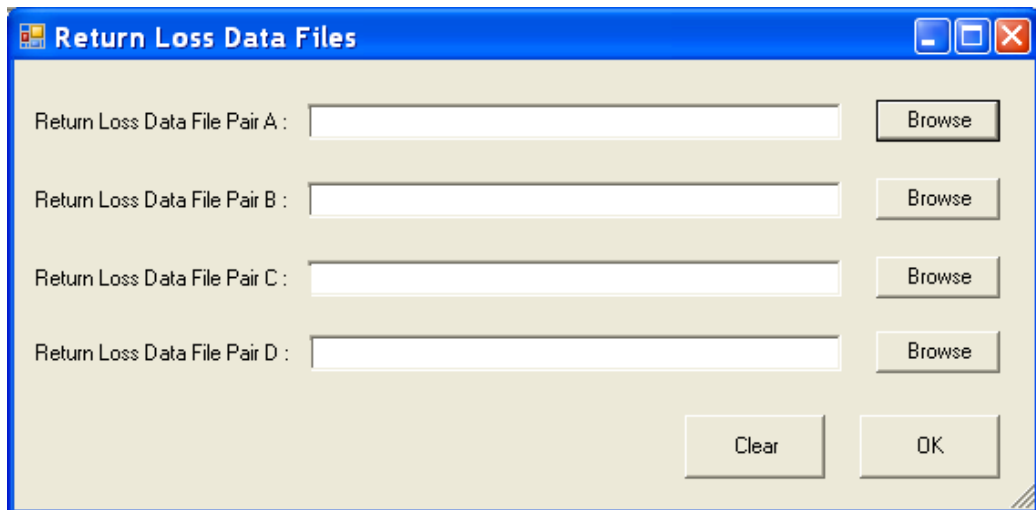 Return Loss Data Files
Return Loss Data File Pair A : Browse
Return Loss Data File Pair B : Browse
Return Loss Data File Pair C : Browse
Return Loss Data File Pair D : Browse
Clear OK